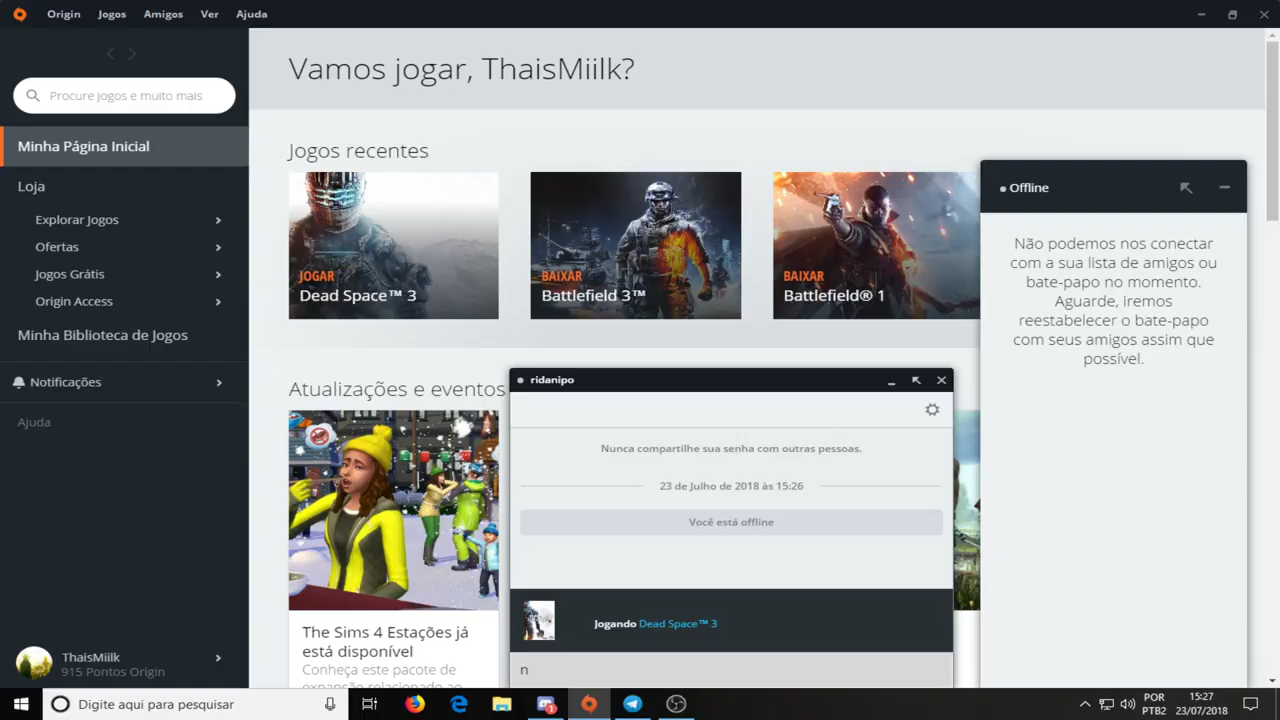 Origin Jogos Amigos Ver Ajuda
Procure jogos e muito mais
Minha Página Inicial
Loja
Explorar Jogos
Ofertas
Jogos Grátis
Origin Access
Minha Biblioteca de Jogos
Notificações
Ajuda
ThaisMiilk
915 Pontos Origin
Vamos jogar, ThaisMiilk?
Jogos recentes
JOGAR
Dead Space™ 3
BAIXAR
Battlefield 3™
BAIXAR
Battlefield® 1
Atualizações e eventos
The Sims 4 Estações já
está disponível
Conheça este pacote de
expansão relacionado ao
ridanipo
Nunca compartilhe sua senha com outras pessoas.
23 de Julho de 2018 às 15:26
Você está offline
Jogando Dead Space™ 3
n
Offline
Não podemos nos conectar
com a sua lista de amigos ou
bate-papo no momento.
Aguarde, iremos
reestabelecer o bate-papo
com seus amigos assim que
possível.
Digite aqui para pesquisar
1
POR
PTB2
15:27
23/07/2018